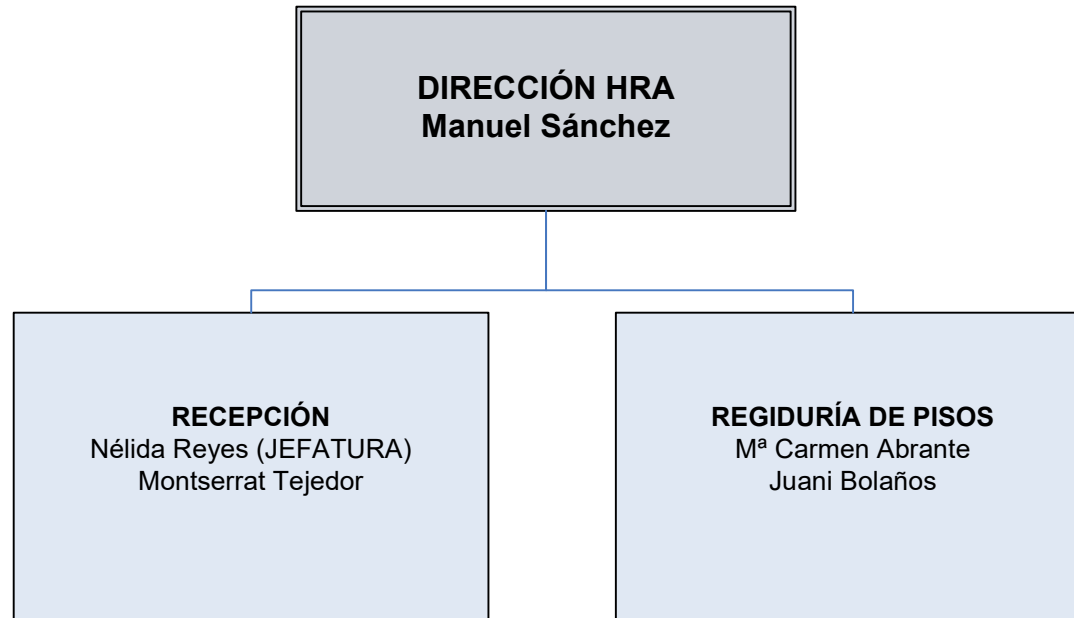 DIRECCIÓN HRA
Manuel Sánchez
RECEPCIÓN
Nélida Reyes (JEFATURA)
Montserrat Tejedor
REGIDURÍA DE PISOS
Mª Carmen Abrante
Juani Bolaños